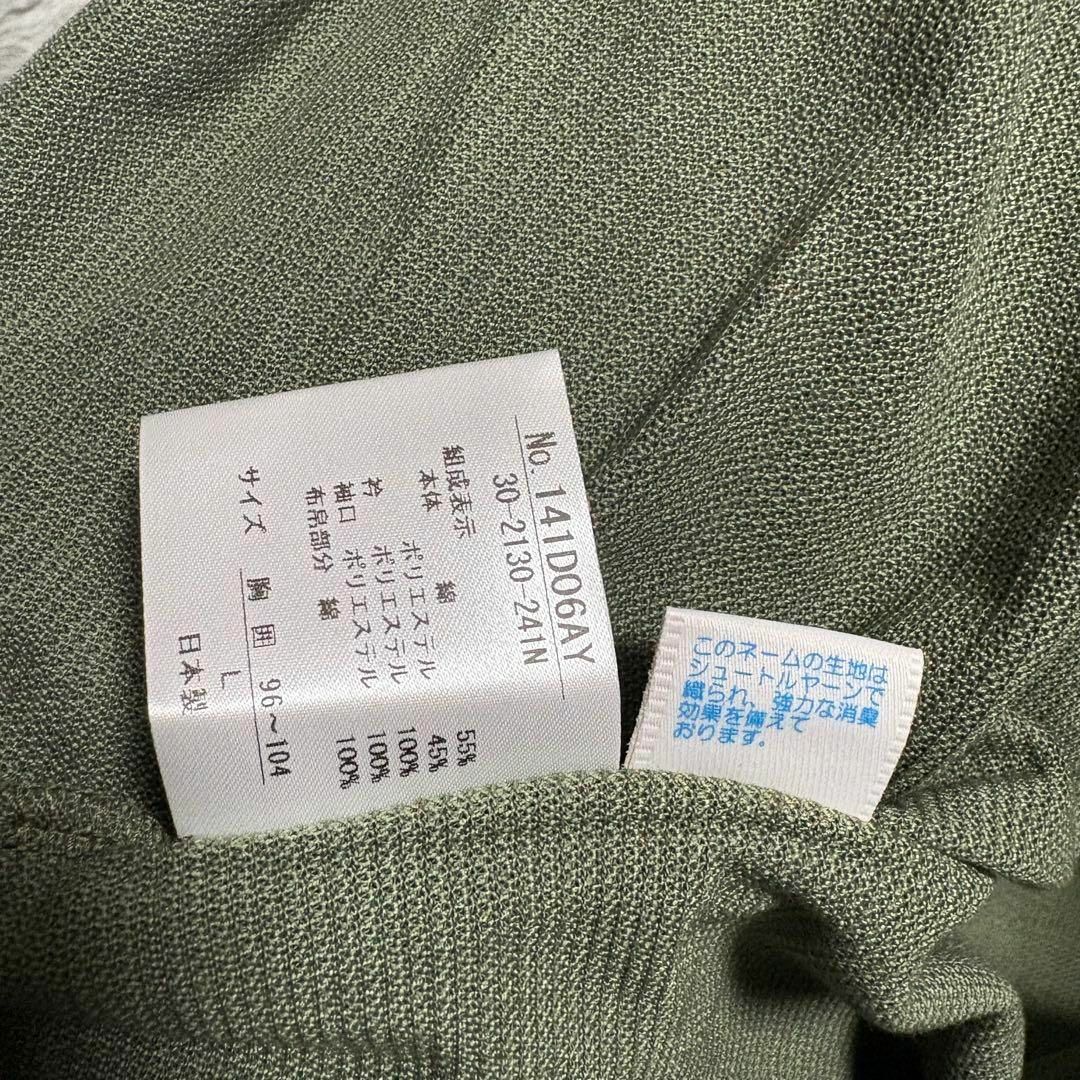 No. 141D06AY
30-2130-241N
組成表示
本体 綿 55%
ポリエステル 45%
衿 ポリエステル 100%
袖口 ポリエステル 100%
布帛部分 綿 100%
サイズ 胸囲 96~104
L
日本製
このネームの生地は
シュートルヤーンで
織られ、強力な消臭
効果を備えて
おります。